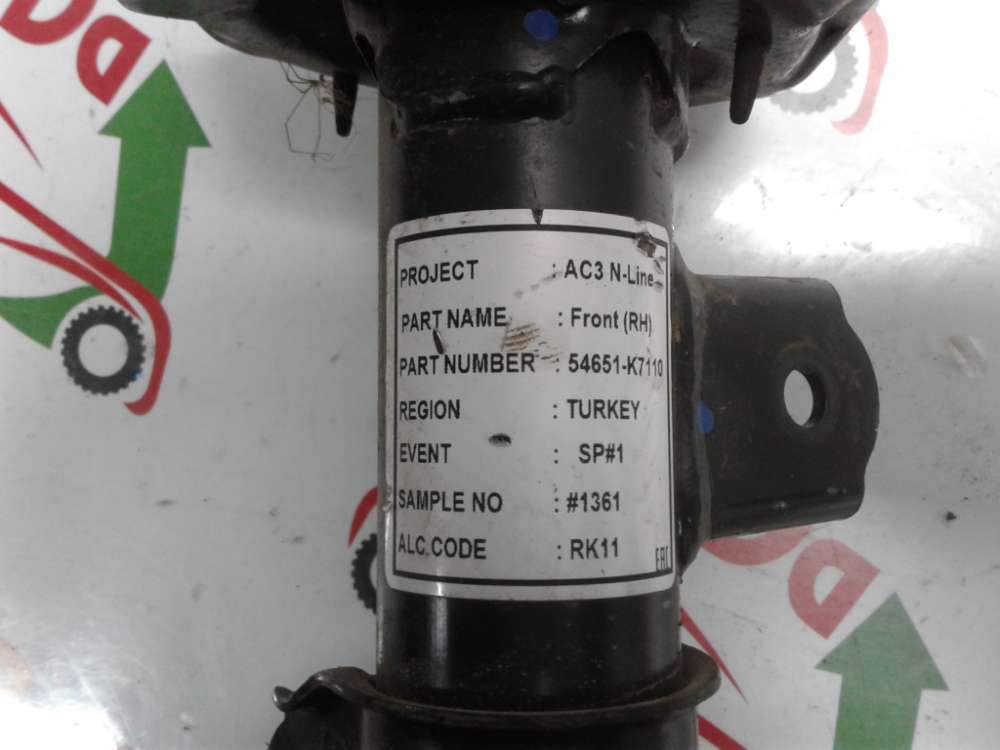 PROJECT : AC3 N-Line
PART NAME : Front (RH)
PART NUMBER : 54651-K7110
REGION : TURKEY
EVENT : SP#1
SAMPLE NO : #1361
ALC.CODE : RK11
EAC